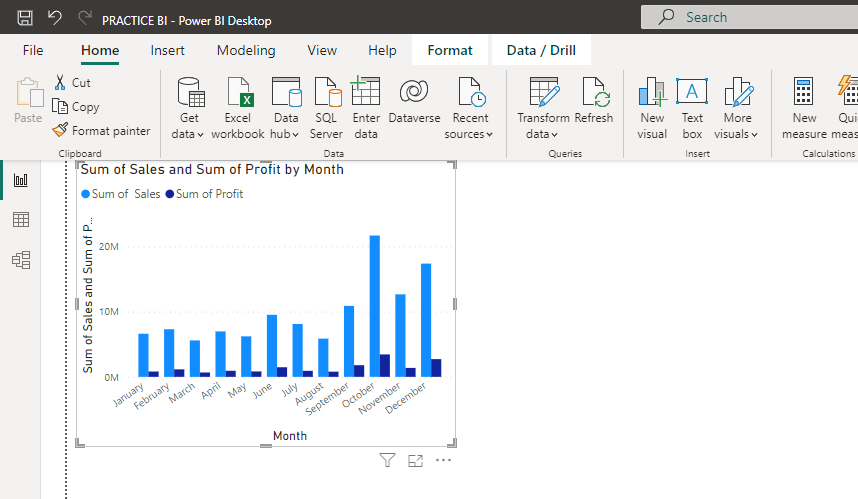 PRACTICE BI - Power BI Desktop
Search
File Home Insert Modeling View Help Format Data / Drill
Paste
Cut
Copy
Format painter
Clipboard
Get data
Excel workbook
Data hub
SQL Server
Enter data
Dataverse
Recent sources
Data
Transform data
Refresh
Queries
New visual
Text box
More visuals
Insert
New measure
Calculations
A
X
Sum of Sales and Sum of Profit by Month
Sum of Sales Sum of Profit
Sum of Sales and Sum of P...
20M
10M
0M
January February March April May June July August September October November December
Month